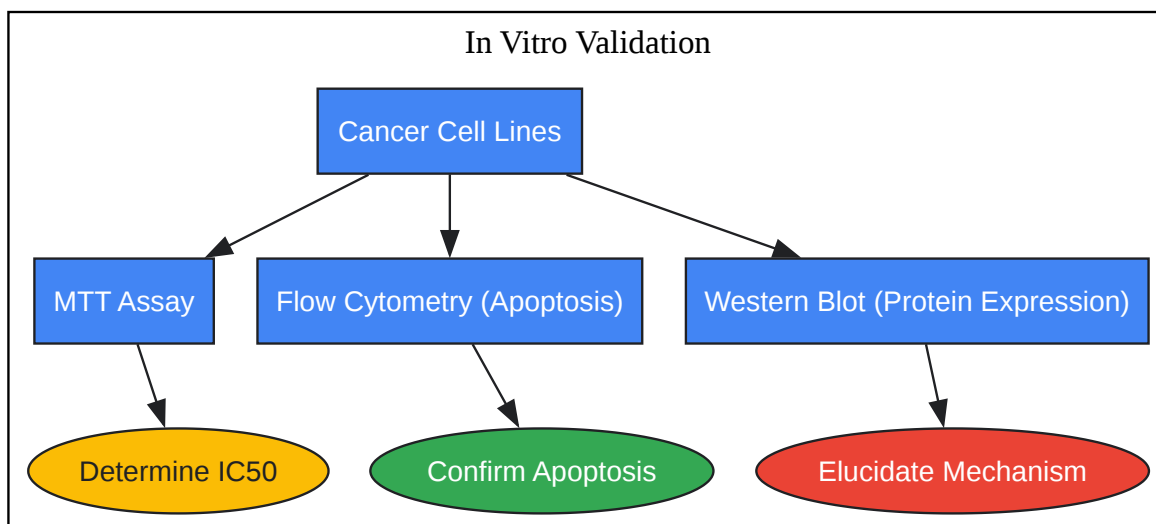 In Vitro Validation
Cancer Cell Lines
MTT Assay
Flow Cytometry (Apoptosis)
Western Blot (Protein Expression)
Determine IC50
Confirm Apoptosis
Elucidate Mechanism